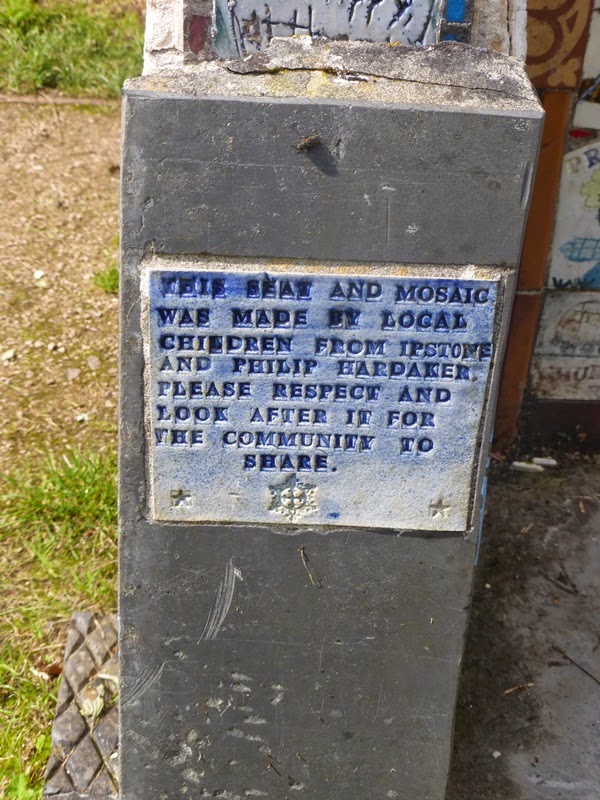 THIS SEAT AND MOSAIC
WAS MADE BY LOCAL
CHILDREN FROM IPSTONE
AND PHILIP HARDAKER.
PLEASE RESPECT AND
LOOK AFTER IT FOR
THE COMMUNITY TO
SHARE.